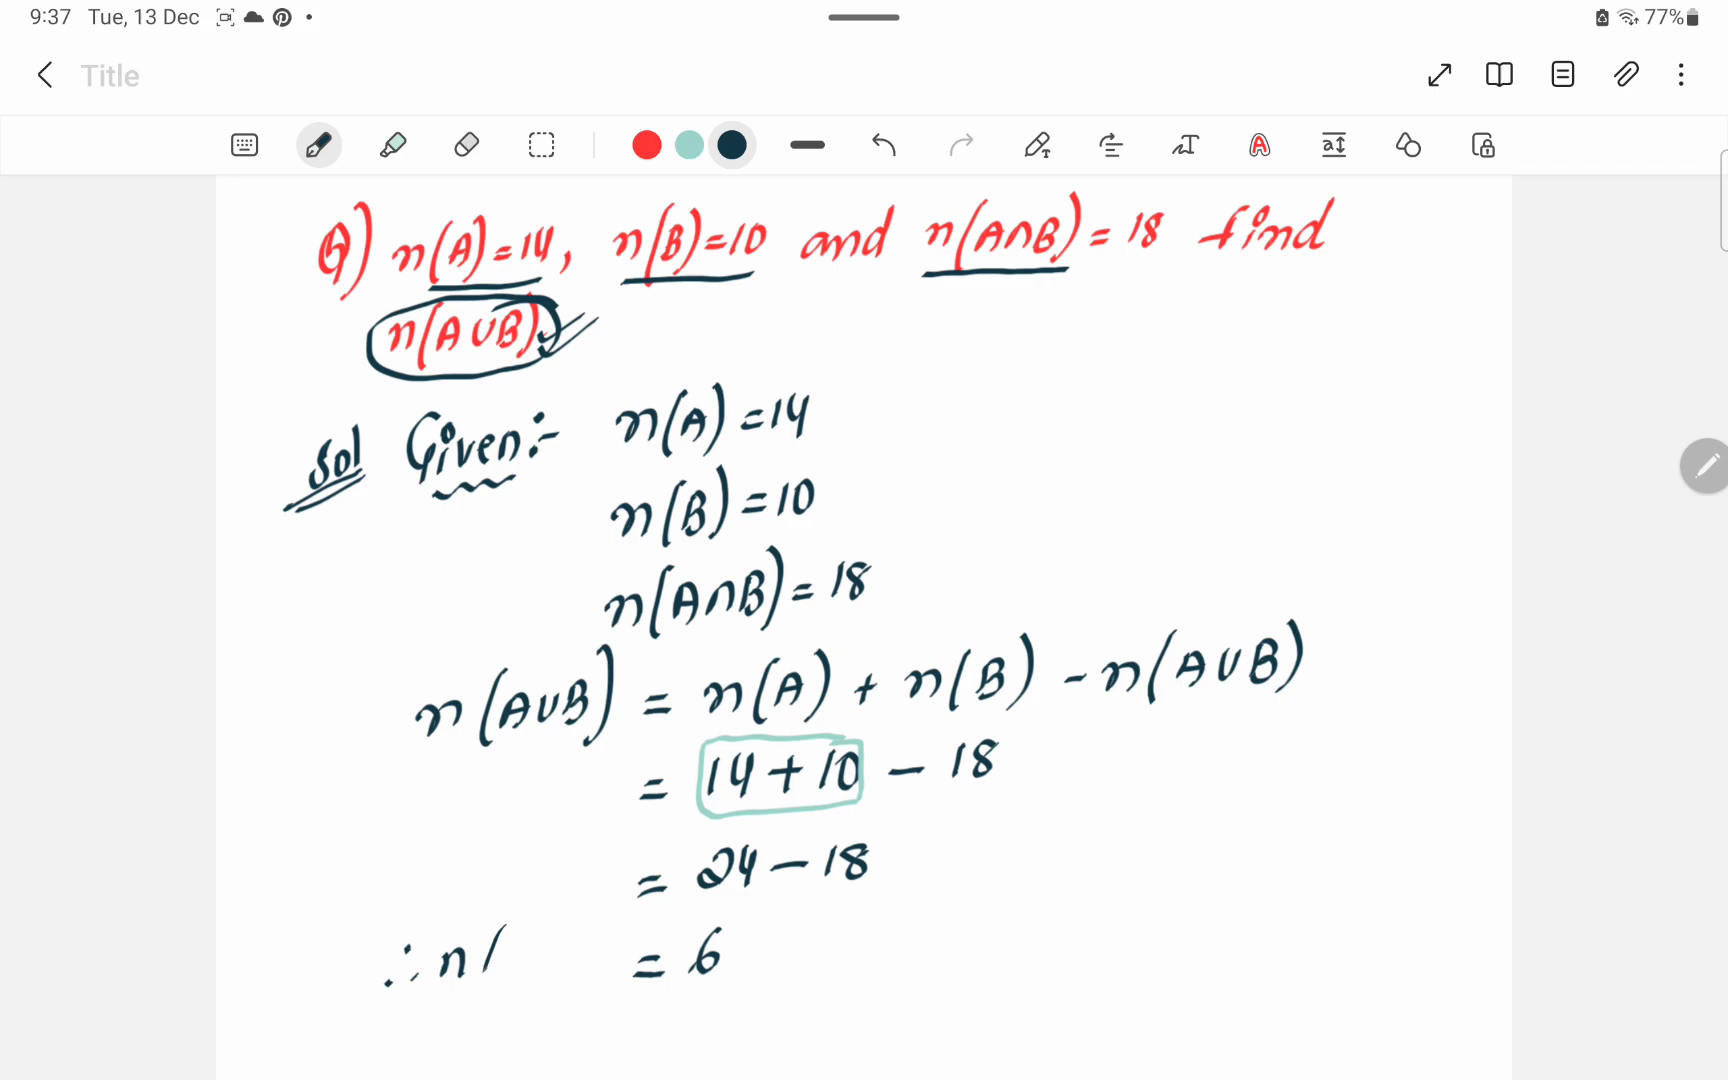 9:37 Tue, 13 Dec
77%
Title
Q) n(A)=14, n(B)=10 and n(A∩B)=18 find
n(A∪B).
Sol Given:- n(A)=14
n(B)=10
n(A∩B)=18
n(A∪B) = n(A) + n(B) - n(A∪B)
= 14+10 - 18
= 24-18
∴n( = 6